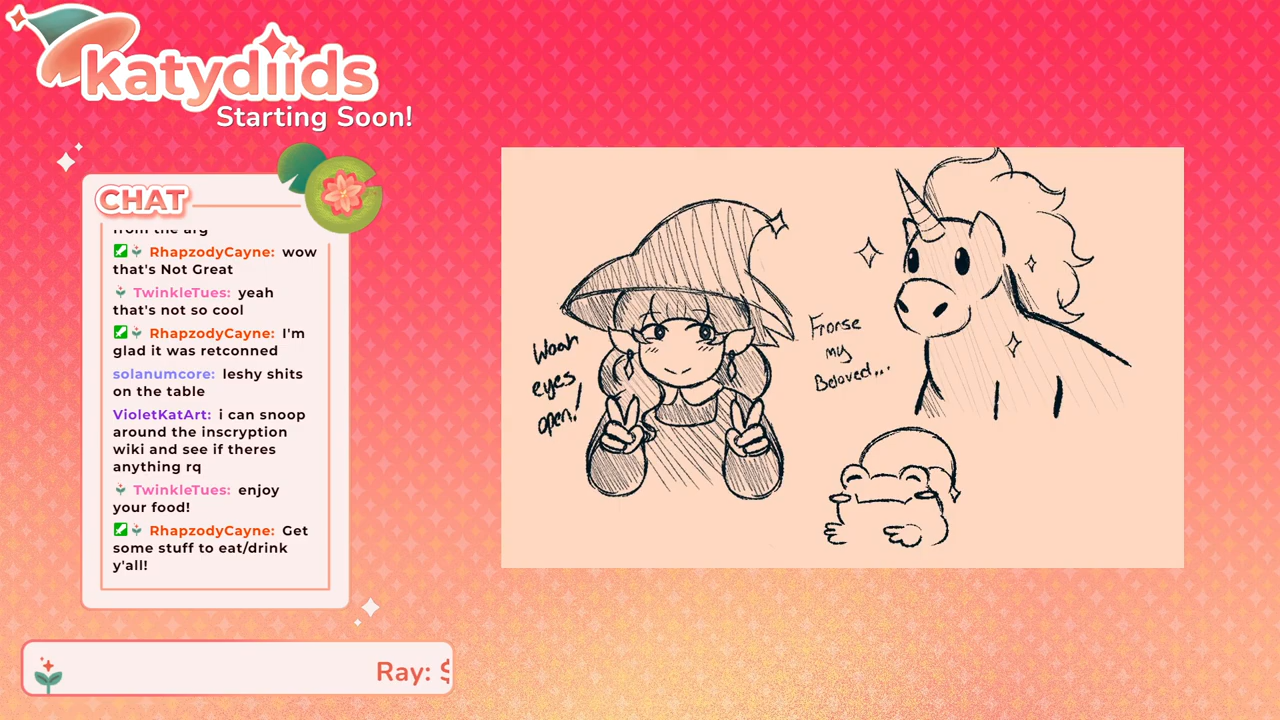 Katydiids
Starting Soon!
CHAT
from the arg
RhapzodyCayne: wow
that's Not Great
TwinkleTues: yeah
that's not so cool
RhapzodyCayne: I'm
glad it was retconned
solanumcore: leshy shits
on the table
VioletKatArt: i can snoop
around the inscryption
wiki and see if theres
anything rq
TwinkleTues: enjoy
your food!
RhapzodyCayne: Get
some stuff to eat/drink
y'all!
Ray: $
Woah
eyes
open!
Frorse
my
Beloved...